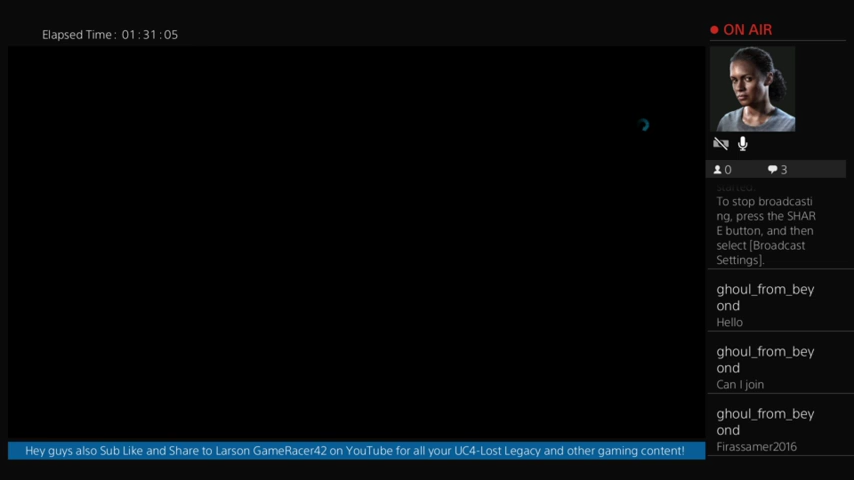 Elapsed Time: 01:31:05
ON AIR
0 3
started.
To stop broadcasti
ng, press the SHAR
E button, and then
select [Broadcast
Settings].
ghoul_from_bey
ond
Hello
ghoul_from_bey
ond
Can I join
ghoul_from_bey
ond
Firassamer2016
Hey guys also Sub Like and Share to Larson GameRacer42 on YouTube for all your UC4-Lost Legacy and other gaming content!